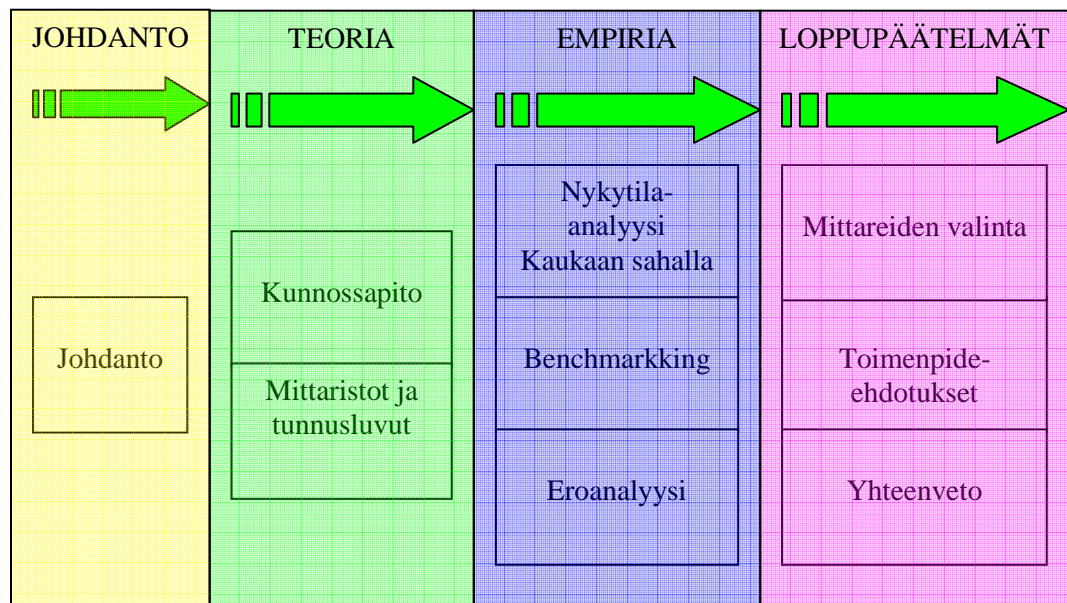 JOHDANTO
Johdanto
TEORIA
Kunnossapito
Mittaristot ja
tunnusluvut
EMPIRIA
Nykytila-
analyysi
Kaukaan sahalla
Benchmarkking
Eroanalyysi
LOPPUPÄÄTELMÄT
Mittareiden valinta
Toimenpide-
ehdotukset
Yhteenveto